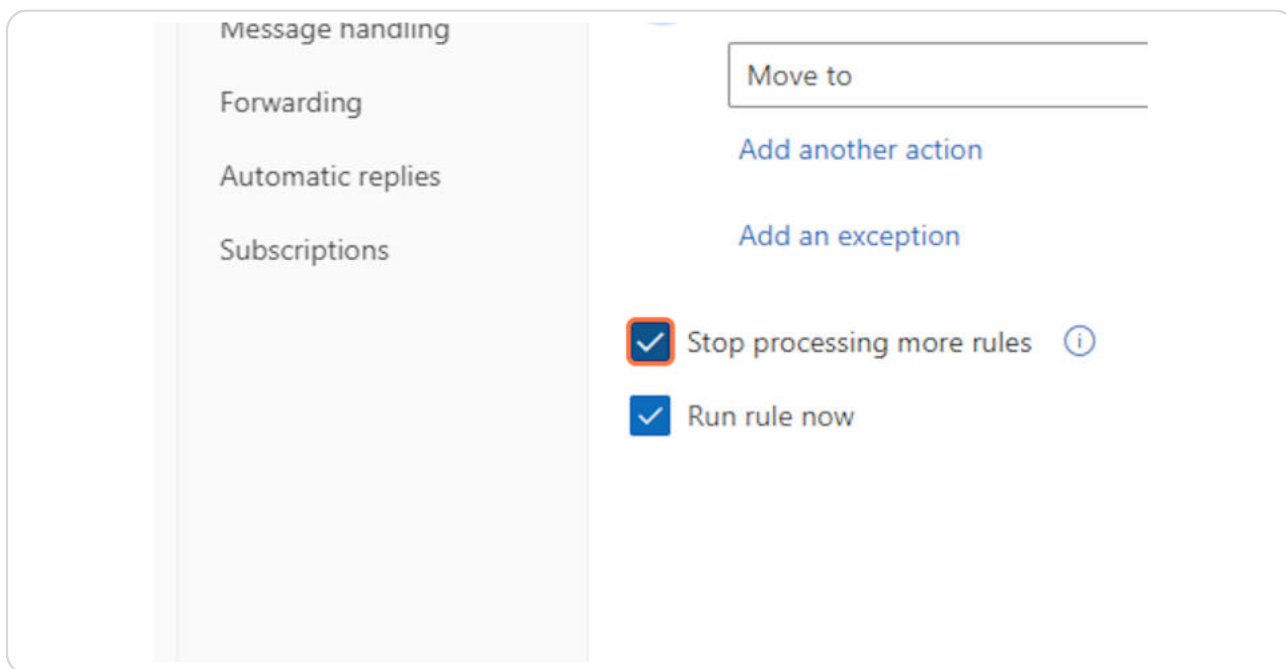 Message handling
Forwarding
Automatic replies
Subscriptions
Move to
Add another action
Add an exception
Stop processing more rules
Run rule now